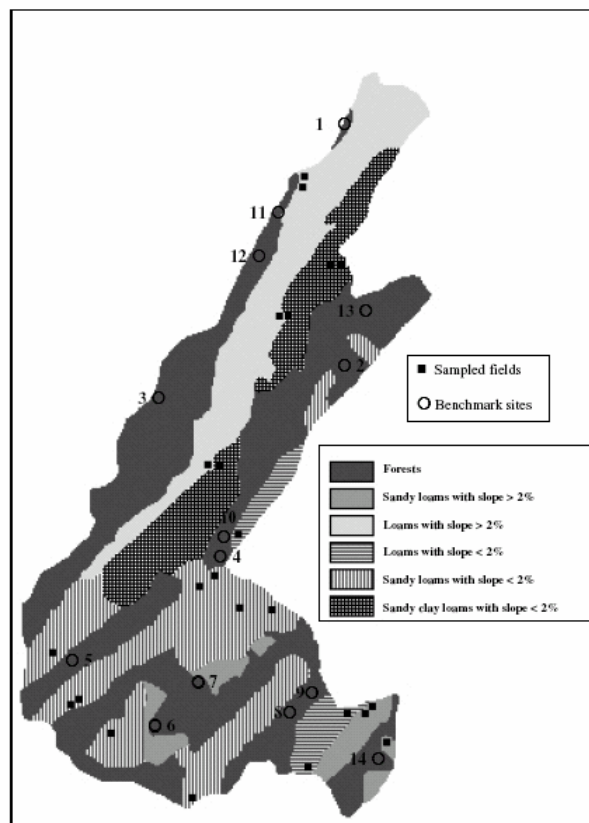 1
11
12
13
2
3
Sampled fields
Benchmark sites
Forests
Sandy loams with slope > 2%
Loams with slope > 2%
Loams with slope < 2%
Sandy loams with slope < 2%
Sandy clay loams with slope < 2%
10
4
5
7
9
8
6
14